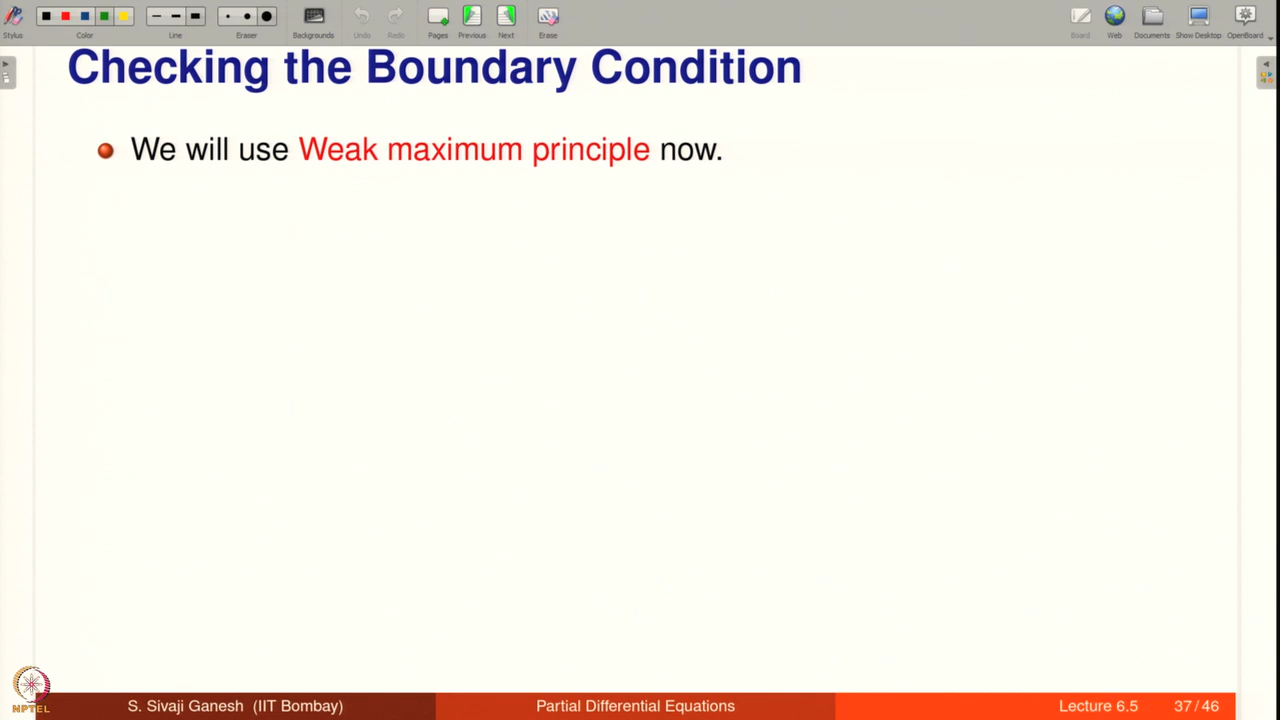 Stylus Color Line Eraser Backgrounds Undo Redo Pages Previous Next Erase Board Web Documents Show Desktop OpenBoard
Checking the Boundary Condition
We will use Weak maximum principle now.
NPTEL
S. Sivaji Ganesh (IIT Bombay) Partial Differential Equations Lecture 6.5 37/46